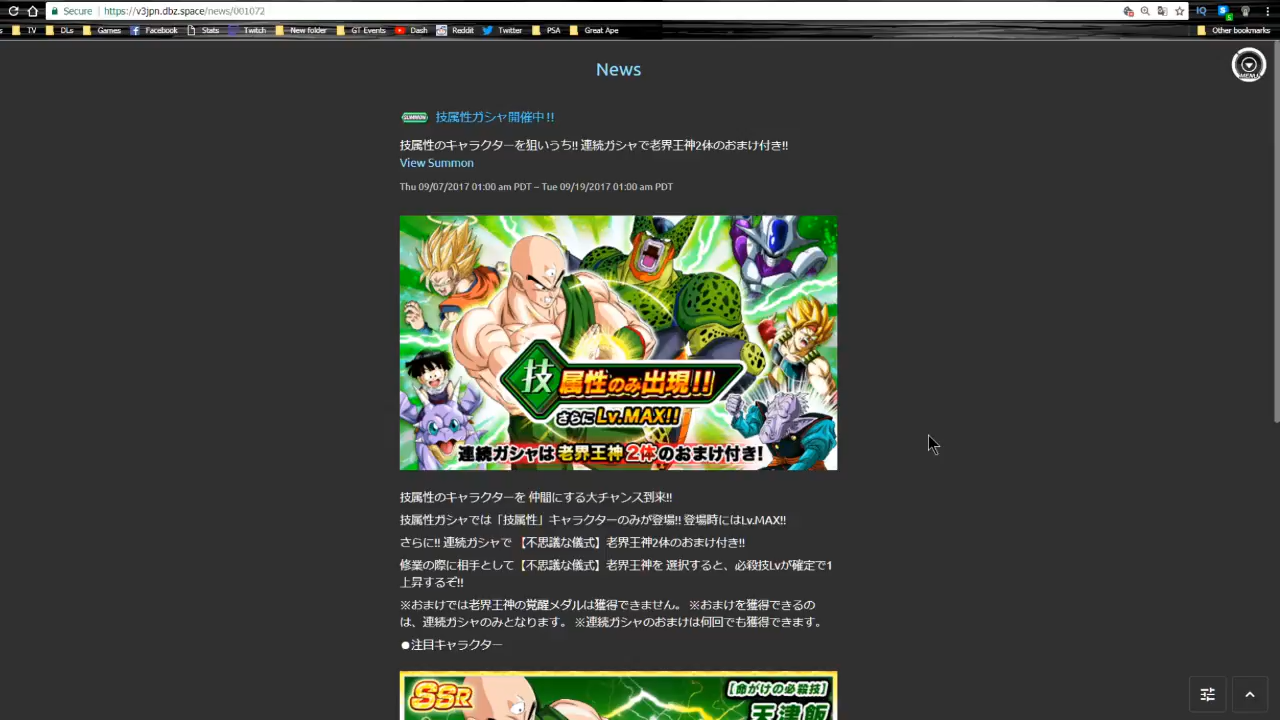 Secure https://v3jpn.dbz.space/news/001072
TV DLs Games Facebook Stats Twitch New folder GT Events Dash Reddit Twitter PSA Great Ape Other bookmarks
News
MENU
SUMMON 技属性ガシャ開催中!!
技属性のキャラクターを狙いうち!! 連続ガシャで老界王神2体のおまけ付き!!
View Summon
Thu 09/07/2017 01:00 am PDT – Tue 09/19/2017 01:00 am PDT
技属性のみ出現!!
さらにLv.MAX!!
連続ガシャは老界王神2体のおまけ付き!
技属性のキャラクターを 仲間にする大チャンス到来!!
技属性ガシャでは「技属性」キャラクターのみが登場!! 登場時にはLv.MAX!!
さらに!! 連続ガシャで 【不思議な儀式】老界王神2体のおまけ付き!!
修業の際に相手として【不思議な儀式】老界王神を 選択すると、必殺技Lvが確定で1
上昇するぞ!!
※おまけでは老界王神の覚醒メダルは獲得できません。 ※おまけを獲得できるの
は、連続ガシャのみとなります。 ※連続ガシャのおまけは何回でも獲得できます。
●注目キャラクター
SSR
[命がけの必殺技]
天津飯